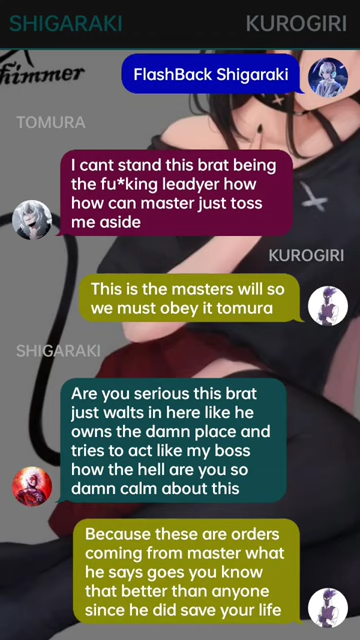 SHIGARAKI
KUROGIRI
himmer
FlashBack Shigaraki
TOMURA
I cant stand this brat being
the fu*king leadyer how
how can master just toss
me aside
KUROGIRI
This is the masters will so
we must obey it tomura
SHIGARAKI
Are you serious this brat
just walts in here like he
owns the damn place and
tries to act like my boss
how the hell are you so
damn calm about this
Because these are orders
coming from master what
he says goes you know
that better than anyone
since he did save your life